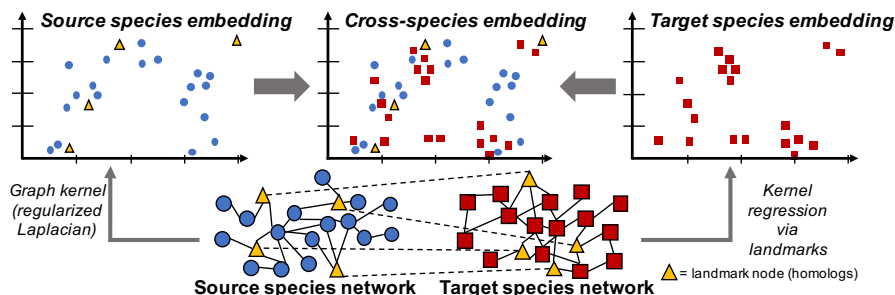 Source species embedding
Cross-species embedding
Target species embedding
Graph kernel
(regularized
Laplacian)
Kernel
regression
via
landmarks
= landmark node (homologs)
Source species network
Target species network